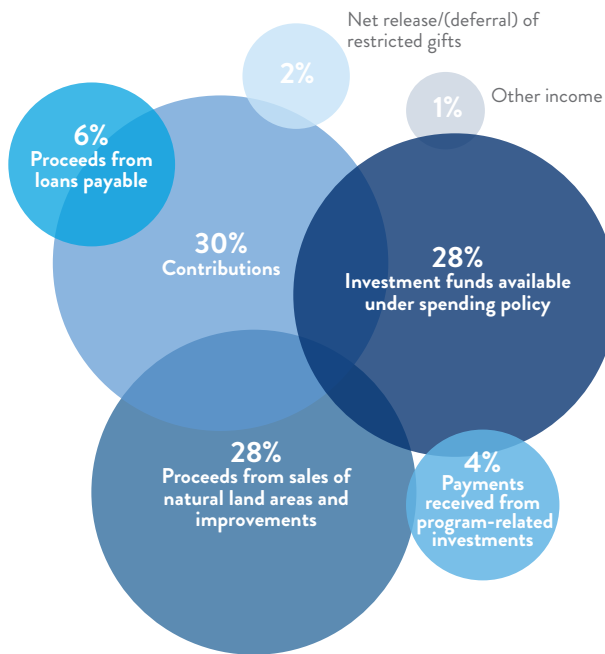 Net release/(deferral) of
restricted gifts
2%
1%
Other income
6%
Proceeds from
loans payable
30%
Contributions
28%
Investment funds available
under spending policy
28%
Proceeds from sales of
natural land areas and
improvements
4%
Payments
received from
program-related
investments